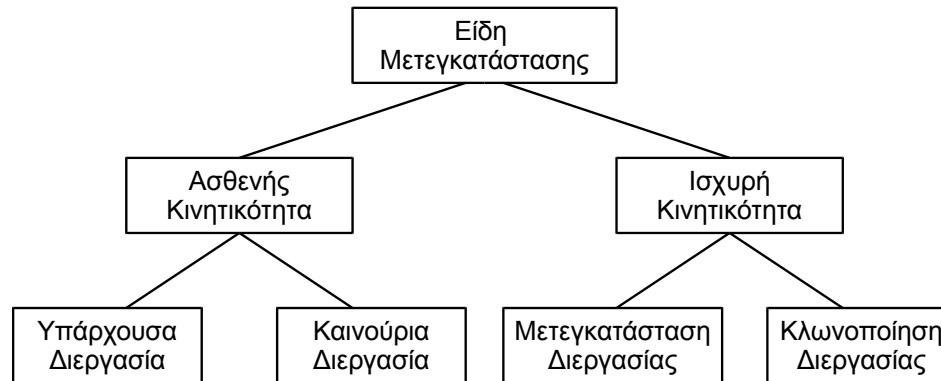 Είδη
Μετεγκατάστασης
Ασθενής
Κινητικότητα
Ισχυρή
Κινητικότητα
Υπάρχουσα
Διεργασία
Καινούρια
Διεργασία
Μετεγκατάσταση
Διεργασίας
Κλωνοποίηση
Διεργασίας